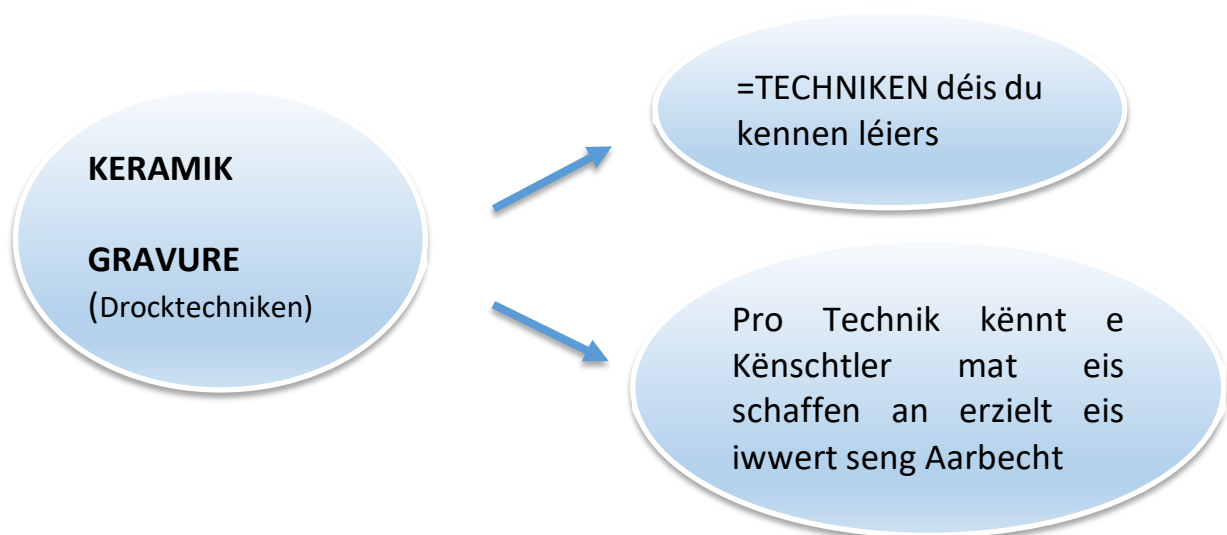 KERAMIK
GRAVURE
(Drocktechniken)
=TECHNIKEN déis du
kennen léiers
Pro Technik kënnt e
Kënschtler mat eis
schaffen an erzielt eis
iwwert seng Aarbecht